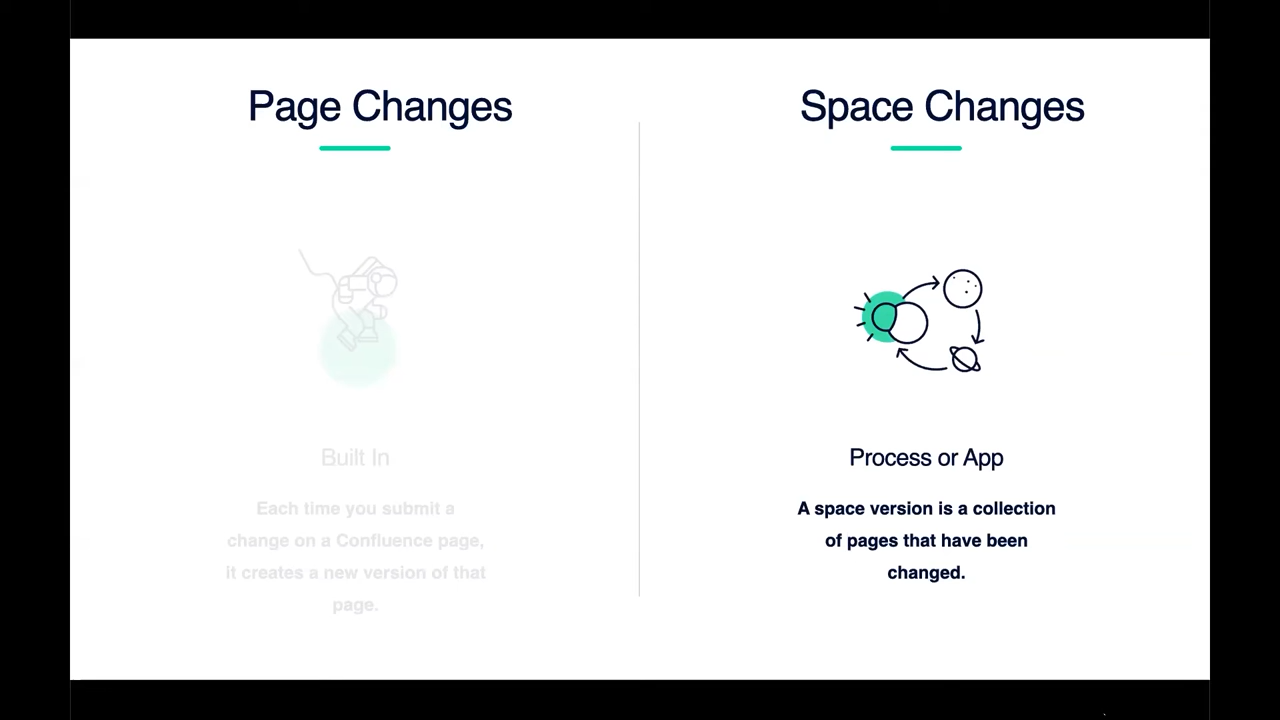 Page Changes
Built In
Each time you submit a
change on a Confluence page,
it creates a new version of that
page.
Space Changes
Process or App
A space version is a collection
of pages that have been
changed.